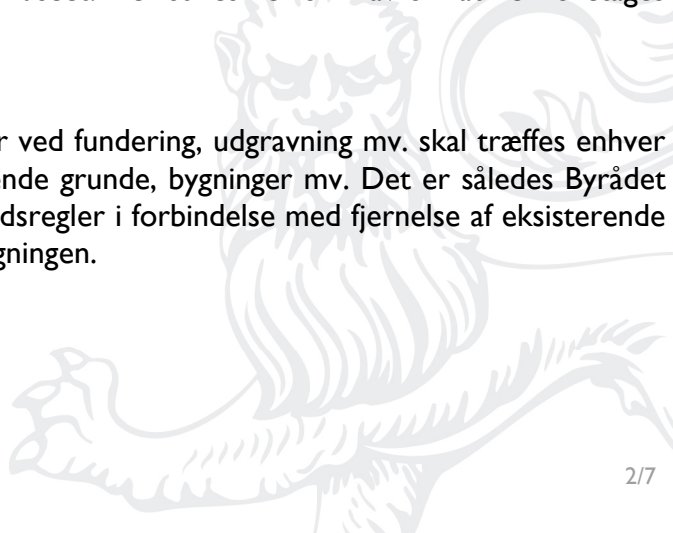 r ved fundering, udgravning mv. skal træffes enhver
ende grunde, bygninger mv. Det er således Byrådet
dsregler i forbindelse med fjernelse af eksisterende
gningen.
2/7